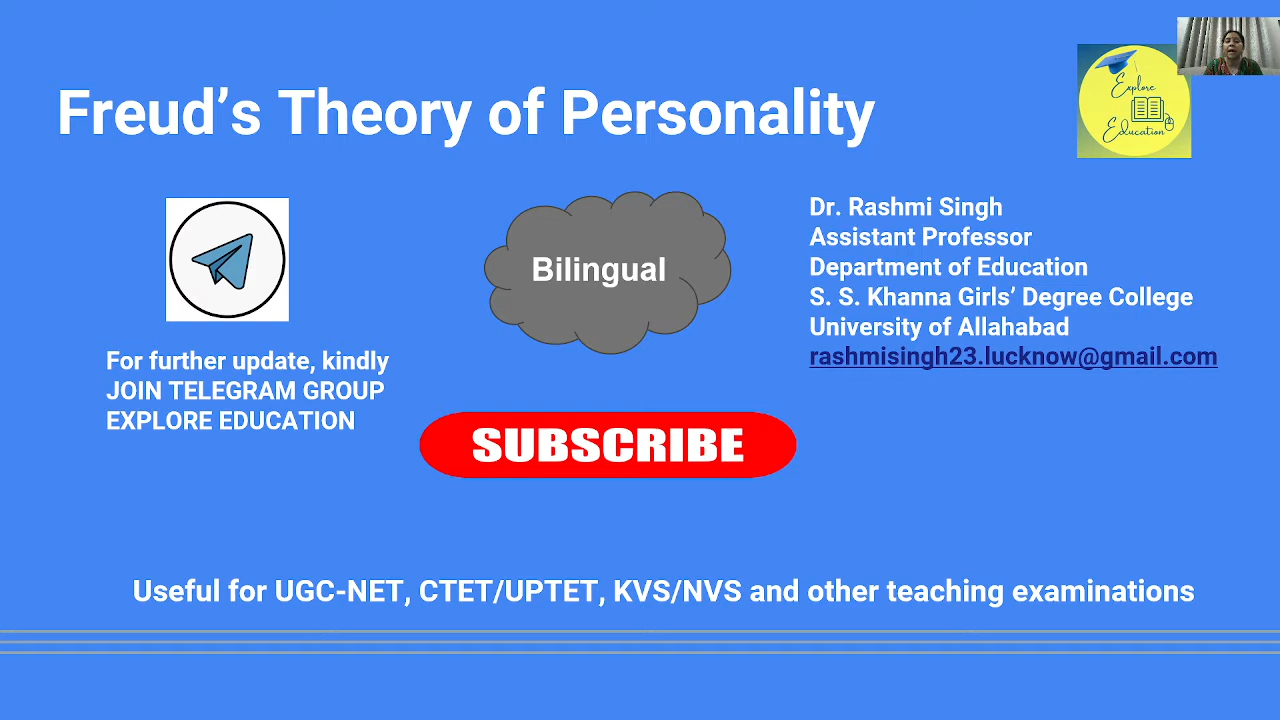 Freud's Theory of Personality
Explore
Education
Bilingual
Dr. Rashmi Singh
Assistant Professor
Department of Education
S. S. Khanna Girls' Degree College
University of Allahabad
rashmisingh23.lucknow@gmail.com
For further update, kindly
JOIN TELEGRAM GROUP
EXPLORE EDUCATION
SUBSCRIBE
Useful for UGC-NET, CTET/UPTET, KVS/NVS and other teaching examinations